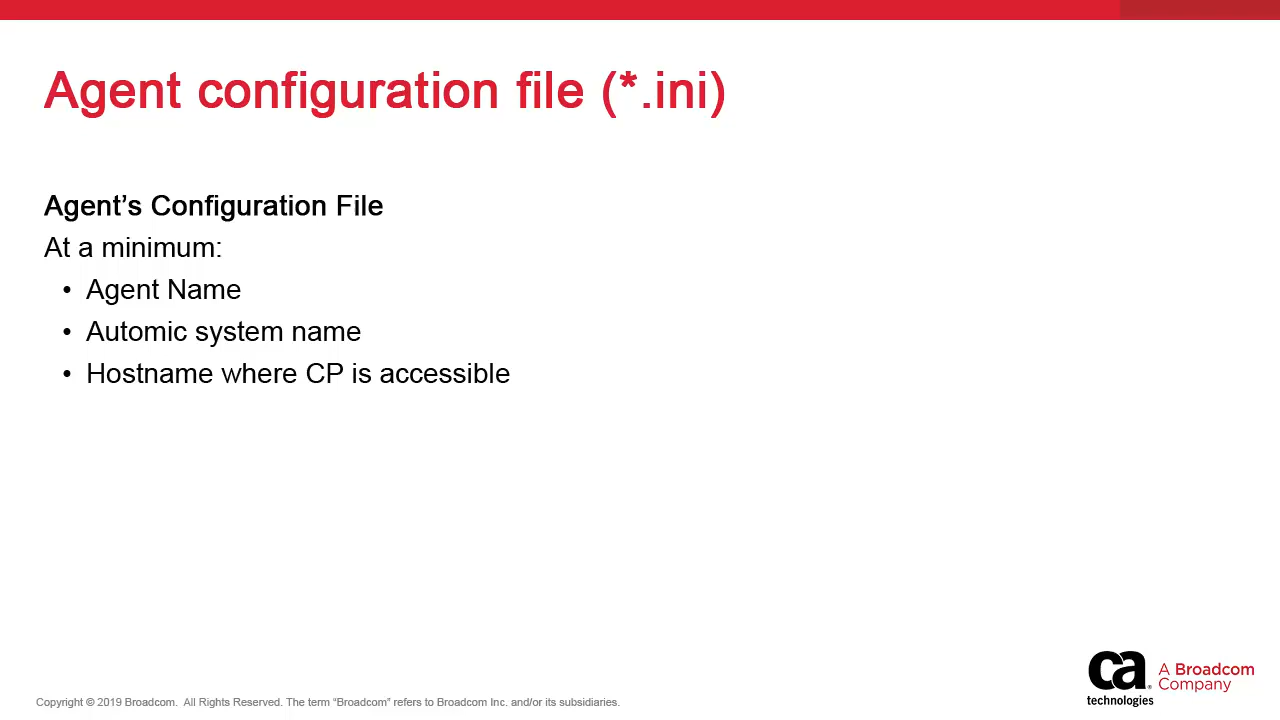 Agent configuration file (*.ini)
Agent’s Configuration File
At a minimum:
• Agent Name
• Automic system name
• Hostname where CP is accessible
ca
technologies
A Broadcom
Company
Copyright © 2019 Broadcom. All Rights Reserved. The term “Broadcom” refers to Broadcom Inc. and/or its subsidiaries.